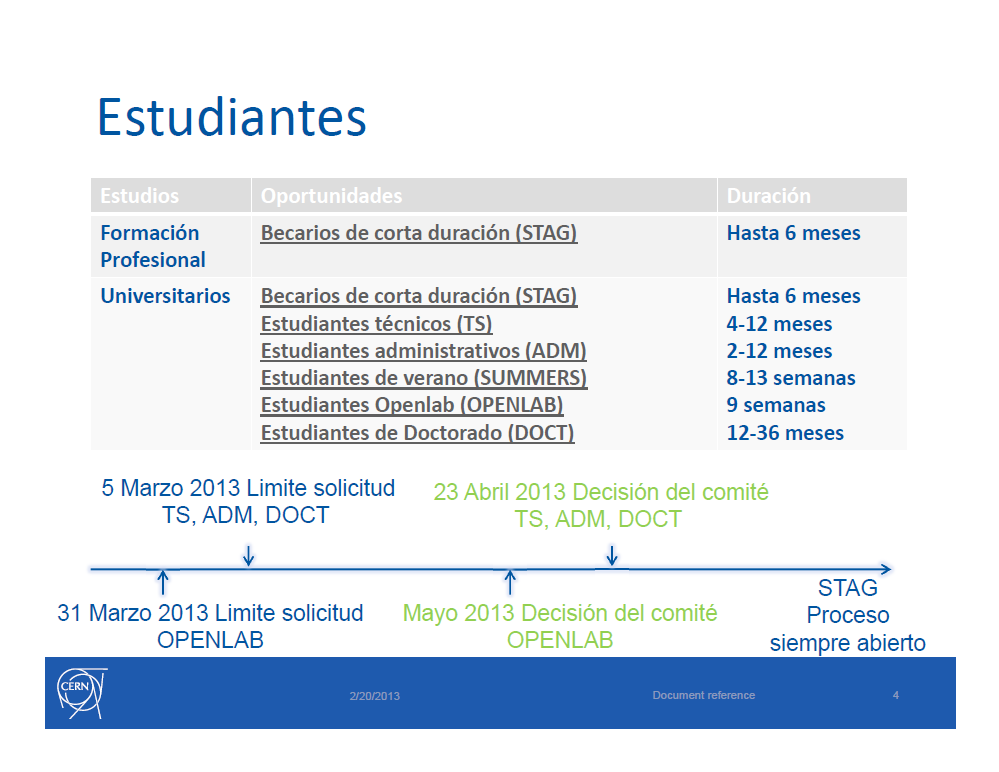 Estudiantes
Estudios Oportunidades Duración
Formación Profesional Becarios de corta duración (STAG) Hasta 6 meses
Universitarios Becarios de corta duración (STAG) Hasta 6 meses
Estudiantes técnicos (TS) 4-12 meses
Estudiantes administrativos (ADM) 2-12 meses
Estudiantes de verano (SUMMERS) 8-13 semanas
Estudiantes Openlab (OPENLAB) 9 semanas
Estudiantes de Doctorado (DOCT) 12-36 meses
5 Marzo 2013 Limite solicitud
TS, ADM, DOCT
23 Abril 2013 Decisión del comité
TS, ADM, DOCT
31 Marzo 2013 Limite solicitud
OPENLAB
Mayo 2013 Decisión del comité
OPENLAB
STAG
Proceso
siempre abierto
CERN
2/20/2013
Document reference
4